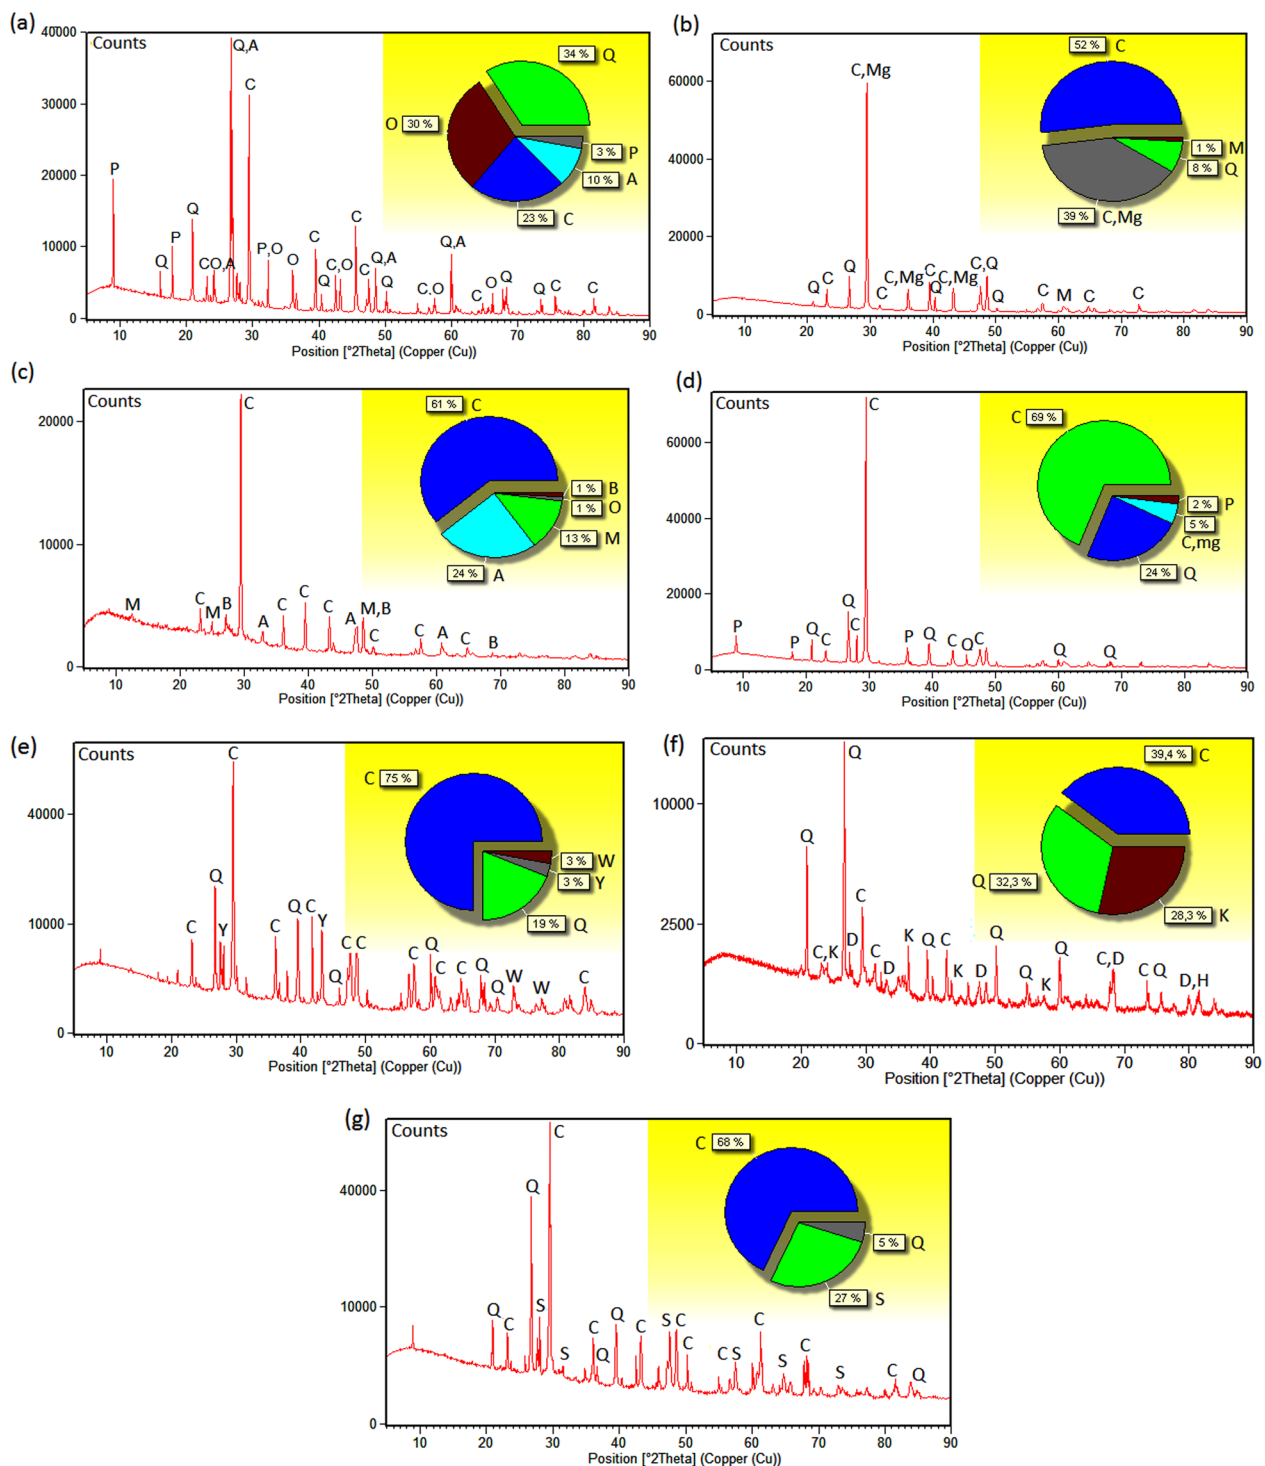 (a)
Counts
40000
30000
20000
10000
0
P
Q
P
Q
C
O,A
Q,A
C
P,O
O
C
Q
C,O
C
C
Q,A
Q
C,O
Q,A
C
O
Q
Q
C
C
34 %
Q
O
30 %
3 %
P
10 %
A
23 %
C
10
20
30
40
50
60
70
80
90
Position [°2Theta] (Copper (Cu))
(b)
Counts
60000
40000
20000
0
Q
C
Q
C,Mg
C
C,Mg
C
Q
C,Mg
C,Q
Q
C
M
C
C
52 %
C
1 %
M
8 %
Q
39 %
C,Mg
10
20
30
40
50
60
70
80
90
Position [°2Theta] (Copper (Cu))
(c)
Counts
20000
10000
0
M
C
M
B
C
A
C
C
C
A
M,B
C
C
A
C
B
61 %
C
1 %
B
1 %
O
13 %
M
24 %
A
10
20
30
40
50
60
70
80
90
Position [°2Theta] (Copper (Cu))
(d)
Counts
60000
40000
20000
0
P
P
Q
C
Q
C
C
P
Q
C
Q
C
Q
Q
C
69 %
2 %
P
5 %
C,mg
24 %
Q
10
20
30
40
50
60
70
80
90
Position [°2Theta] (Copper (Cu))
(e)
Counts
40000
10000
0
C
Q
Y
C
C
Q
C
Y
Q
C
C
C
Q
C
C
Q
Q
W
W
C
C
75 %
3 %
W
3 %
Y
19 %
Q
10
20
30
40
50
60
70
80
90
Position [°2Theta] (Copper (Cu))
(f)
Counts
10000
2500
0
Q
C,K
Q
D
C
C
D
K
Q
C
K
D
Q
Q
K
Q
C,D
C
Q
D,H
39,4 %
C
Q
32,3 %
28,3 %
K
10
20
30
40
50
60
70
80
90
Position [°2Theta] (Copper (Cu))
(g)
Counts
40000
10000
0
Q
C
Q
S
C
S
C
Q
Q
C
S
C
C
C
S
C
S
C
S
C
Q
C
68 %
5 %
Q
27 %
S
10
20
30
40
50
60
70
80
90
Position [°2Theta] (Copper (Cu))